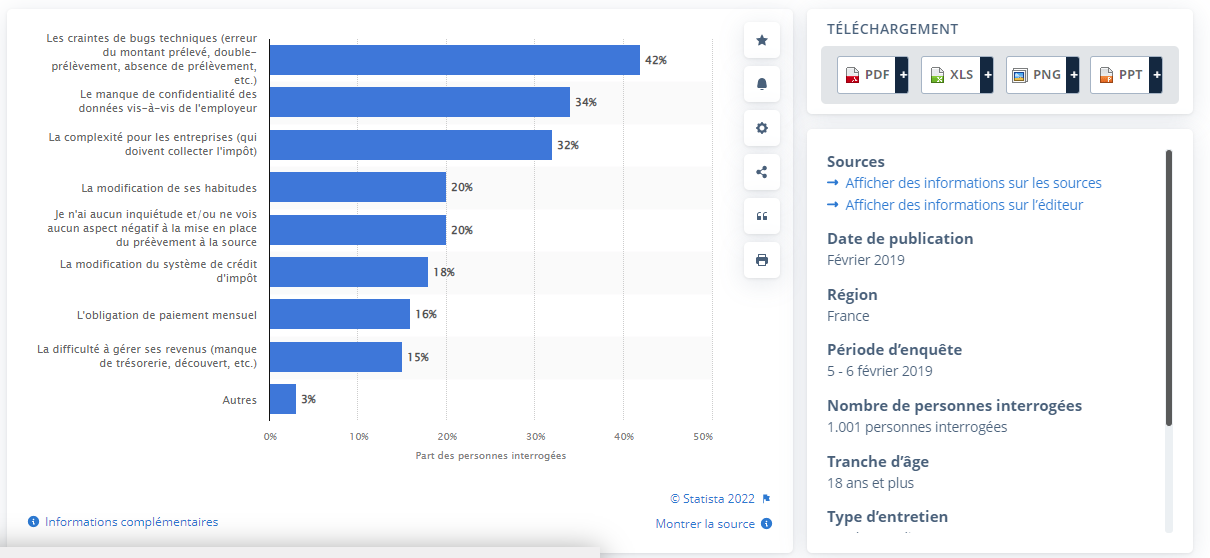 Les craintes de bugs techniques (erreur
du montant prélevé, double-
prélèvement, absence de prélèvement,
etc.)
42%
Le manque de confidentialité des
données vis-à-vis de l'employeur
34%
La complexité pour les entreprises (qui
doivent collecter l'impôt)
32%
La modification de ses habitudes
20%
Je n'ai aucun inquiétude et/ou ne vois
aucun aspect négatif à la mise en place
du préèvement à la source
20%
La modification du système de crédit
d'impôt
18%
L'obligation de paiement mensuel
16%
La difficulté à gérer ses revenus (manque
de trésorerie, découvert, etc.)
15%
Autres
3%
0% 10% 20% 30% 40% 50%
Part des personnes interrogées
© Statista 2022
Informations complémentaires
Montrer la source
TÉLÉCHARGEMENT
PDF + XLS + PNG + PPT +
Sources
→ Afficher des informations sur les sources
→ Afficher des informations sur l'éditeur
Date de publication
Février 2019
Région
France
Période d'enquête
5 - 6 février 2019
Nombre de personnes interrogées
1.001 personnes interrogées
Tranche d'âge
18 ans et plus
Type d'entretien